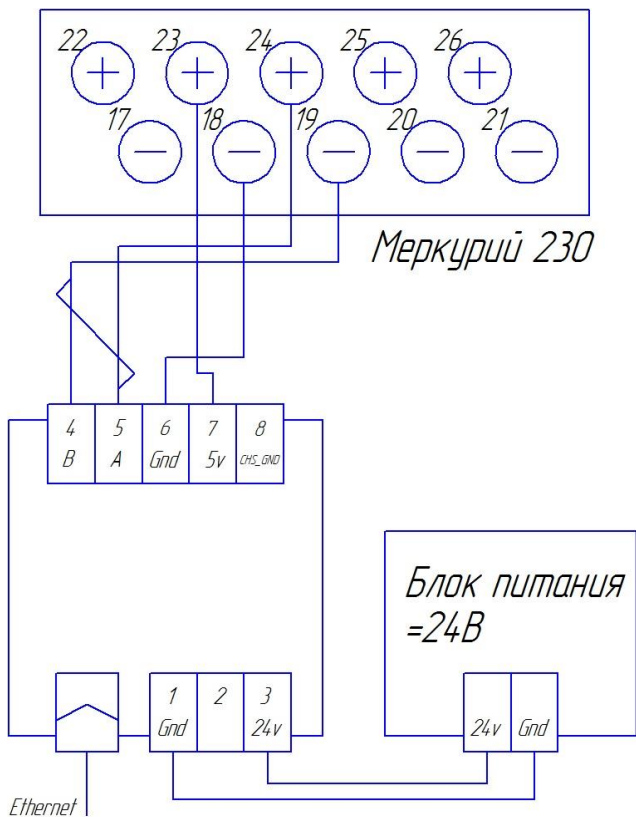 22 23 24 25 26
17 18 19 20 21
Меркурий 230
4 5 6 7 8
B A Gnd 5v CHS_GND
Блок питания
=24В
1 2 3
Gnd 24v
24v Gnd
Ethernet